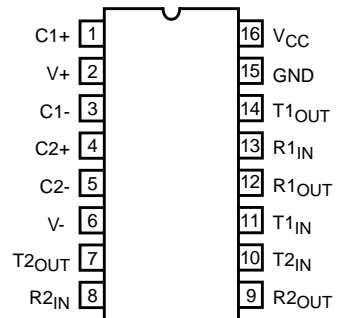 C1+ 1 16 VCC
V+ 2 15 GND
C1- 3 14 T1OUT
C2+ 4 13 R1IN
C2- 5 12 R1OUT
V- 6 11 T1IN
T2OUT 7 10 T2IN
R2IN 8 9 R2OUT